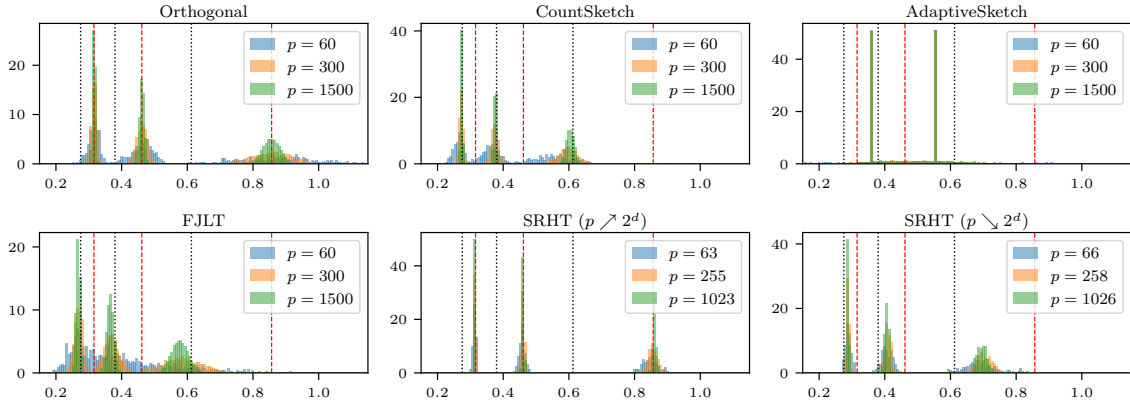 Orthogonal
20
10
0
0.2 0.4 0.6 0.8 1.0
p = 60
p = 300
p = 1500
CountSketch
40
20
0
0.2 0.4 0.6 0.8 1.0
p = 60
p = 300
p = 1500
AdaptiveSketch
40
20
0
0.2 0.4 0.6 0.8 1.0
p = 60
p = 300
p = 1500
FJLT
20
10
0
0.2 0.4 0.6 0.8 1.0
p = 60
p = 300
p = 1500
SRHT (p ↗ 2ᵈ)
40
20
0
0.2 0.4 0.6 0.8 1.0
p = 63
p = 255
p = 1023
SRHT (p ↘ 2ᵈ)
40
20
0
0.2 0.4 0.6 0.8 1.0
p = 66
p = 258
p = 1026